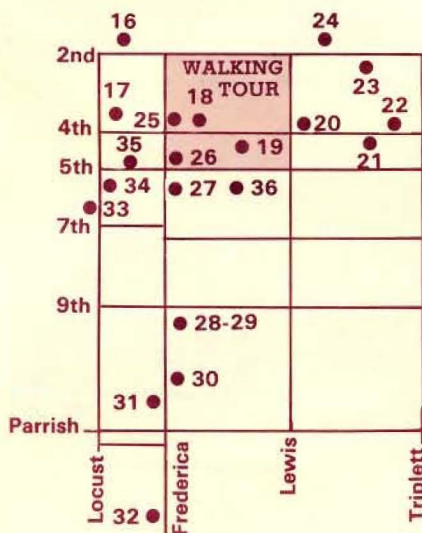 16
24
2nd
WALKING
TOUR
17
18
23
22
25
20
4th
35
19
21
26
5th
34
27
36
33
7th
9th
28-29
30
31
Parrish
Locust
Frederica
Lewis
Triplett
32